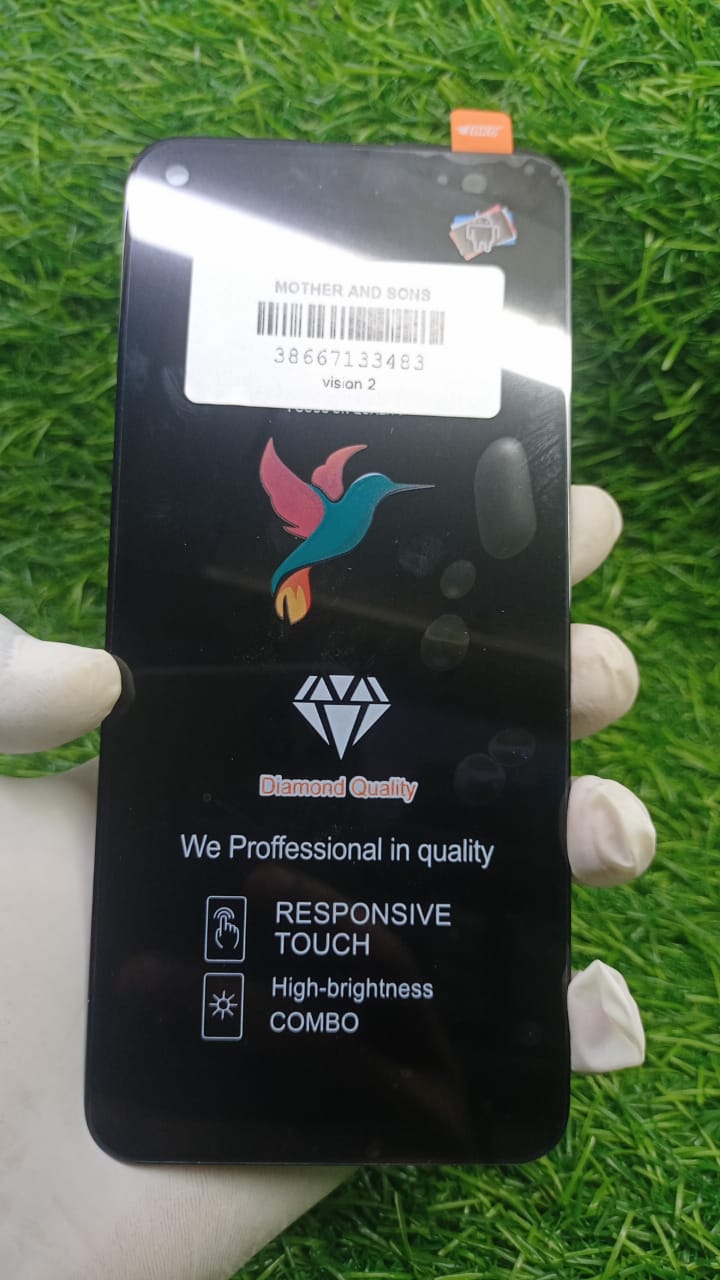 MOTHER AND SONS
38667133483
vision 2
Diamond Quality
We Proffessional in quality
RESPONSIVE
TOUCH
High-brightness
COMBO